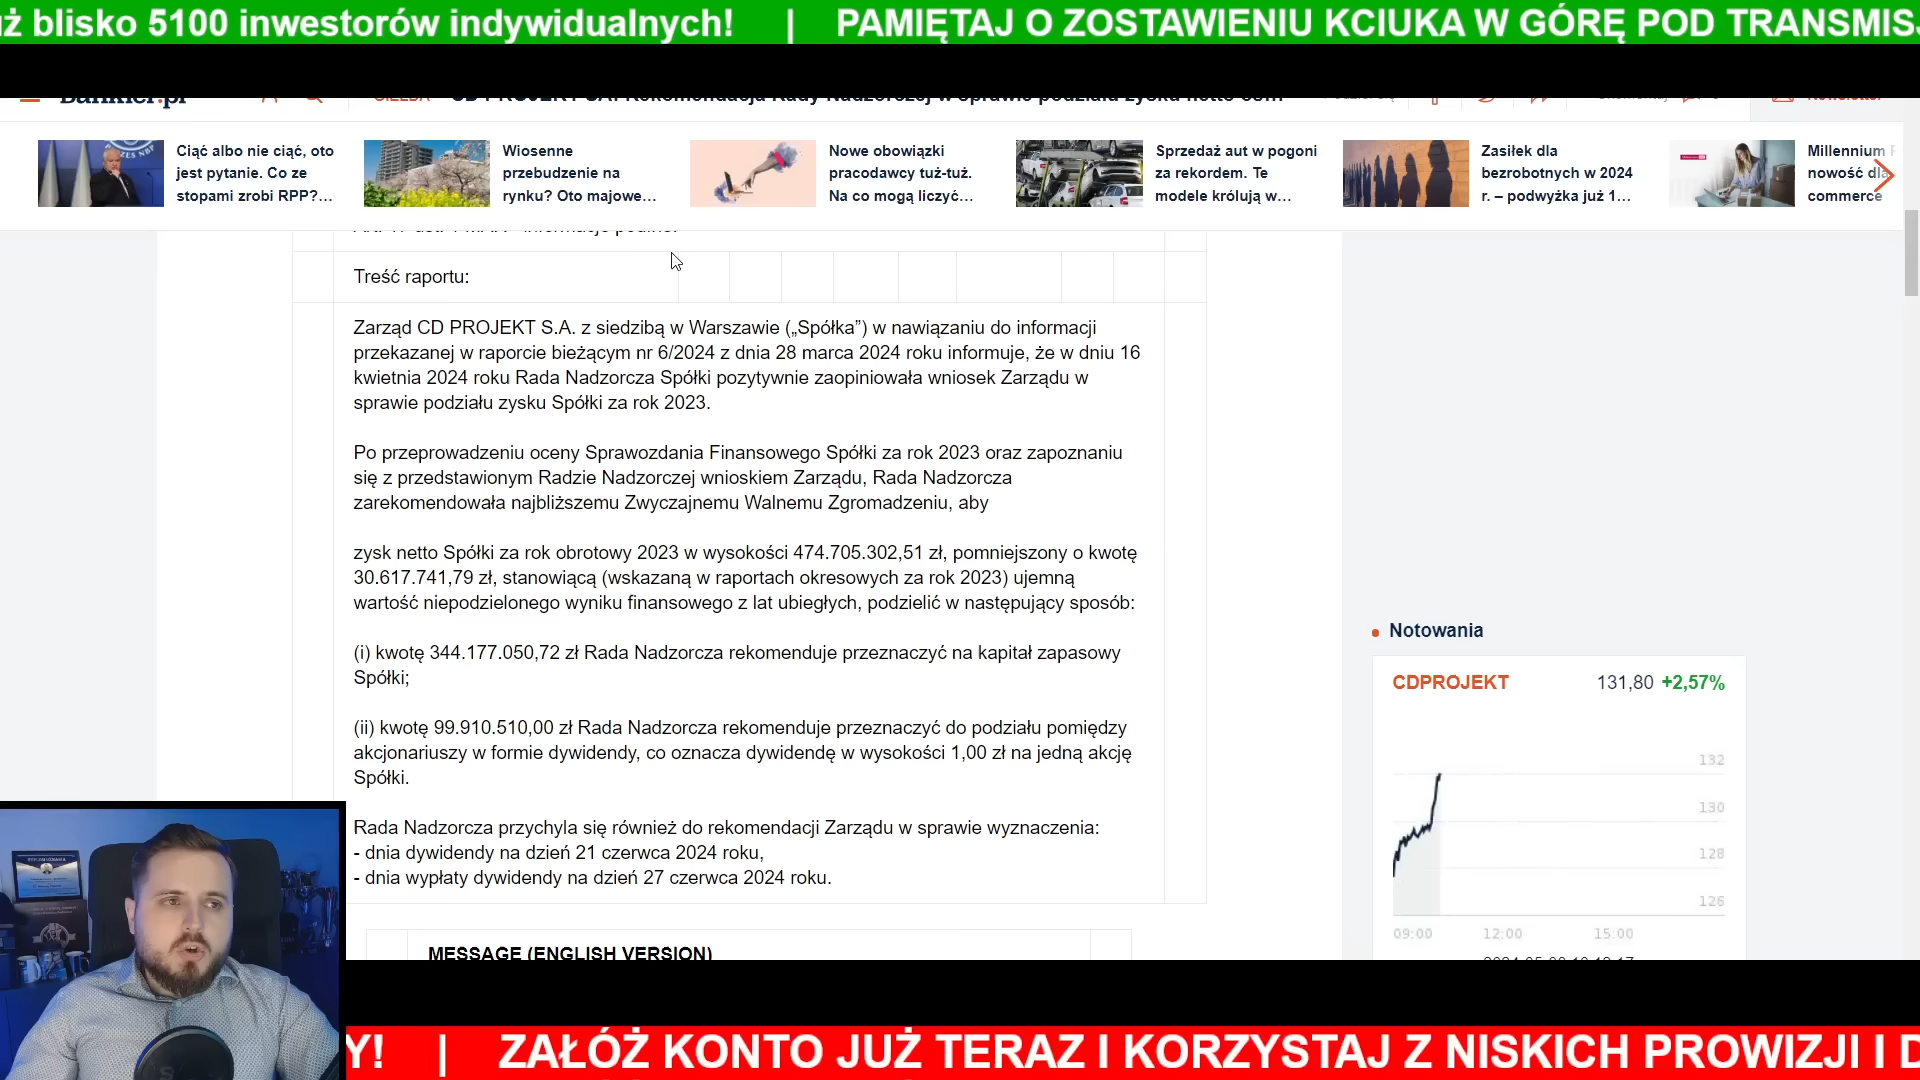 ż blisko 5100 inwestorów indywidualnych! | PAMIĘTAJ O ZOSTAWIENIU KCIUKA W GÓRĘ POD TRANSMIS
Ciąć albo nie ciąć, oto
jest pytanie. Co ze
stopami zrobi RPP?...
Wiosenne
przebudzenie na
rynku? Oto majowe...
Nowe obowiązki
pracodawcy tuż-tuż.
Na co mogą liczyć...
Sprzedaż aut w pogoni
za rekordem. Te
modele królują w...
Zasiłek dla
bezrobotnych w 2024
r. – podwyżka już 1...
Millennium
nowość dla
commerce
Treść raportu:
Zarząd CD PROJEKT S.A. z siedzibą w Warszawie („Spółka”) w nawiązaniu do informacji
przekazanej w raporcie bieżącym nr 6/2024 z dnia 28 marca 2024 roku informuje, że w dniu 16
kwietnia 2024 roku Rada Nadzorcza Spółki pozytywnie zaopiniowała wniosek Zarządu w
sprawie podziału zysku Spółki za rok 2023.
Po przeprowadzeniu oceny Sprawozdania Finansowego Spółki za rok 2023 oraz zapoznaniu
się z przedstawionym Radzie Nadzorczej wnioskiem Zarządu, Rada Nadzorcza
zarekomendowała najbliższemu Zwyczajnemu Walnemu Zgromadzeniu, aby
zysk netto Spółki za rok obrotowy 2023 w wysokości 474.705.302,51 zł, pomniejszony o kwotę
30.617.741,79 zł, stanowiącą (wskazaną w raportach okresowych za rok 2023) ujemną
wartość niepodzielonego wyniku finansowego z lat ubiegłych, podzielić w następujący sposób:
(i) kwotę 344.177.050,72 zł Rada Nadzorcza rekomenduje przeznaczyć na kapitał zapasowy
Spółki;
(ii) kwotę 99.910.510,00 zł Rada Nadzorcza rekomenduje przeznaczyć do podziału pomiędzy
akcjonariuszy w formie dywidendy, co oznacza dywidendę w wysokości 1,00 zł na jedną akcję
Spółki.
Rada Nadzorcza przychyla się również do rekomendacji Zarządu w sprawie wyznaczenia:
- dnia dywidendy na dzień 21 czerwca 2024 roku,
- dnia wypłaty dywidendy na dzień 27 czerwca 2024 roku.
MESSAGE (ENGLISH VERSION)
Notowania
CDPROJEKT 131,80 +2,57%
132
130
128
126
09:00 12:00 15:00
Y! | ZAŁÓŻ KONTO JUŻ TERAZ I KORZYSTAJ Z NISKICH PROWIZJI I D